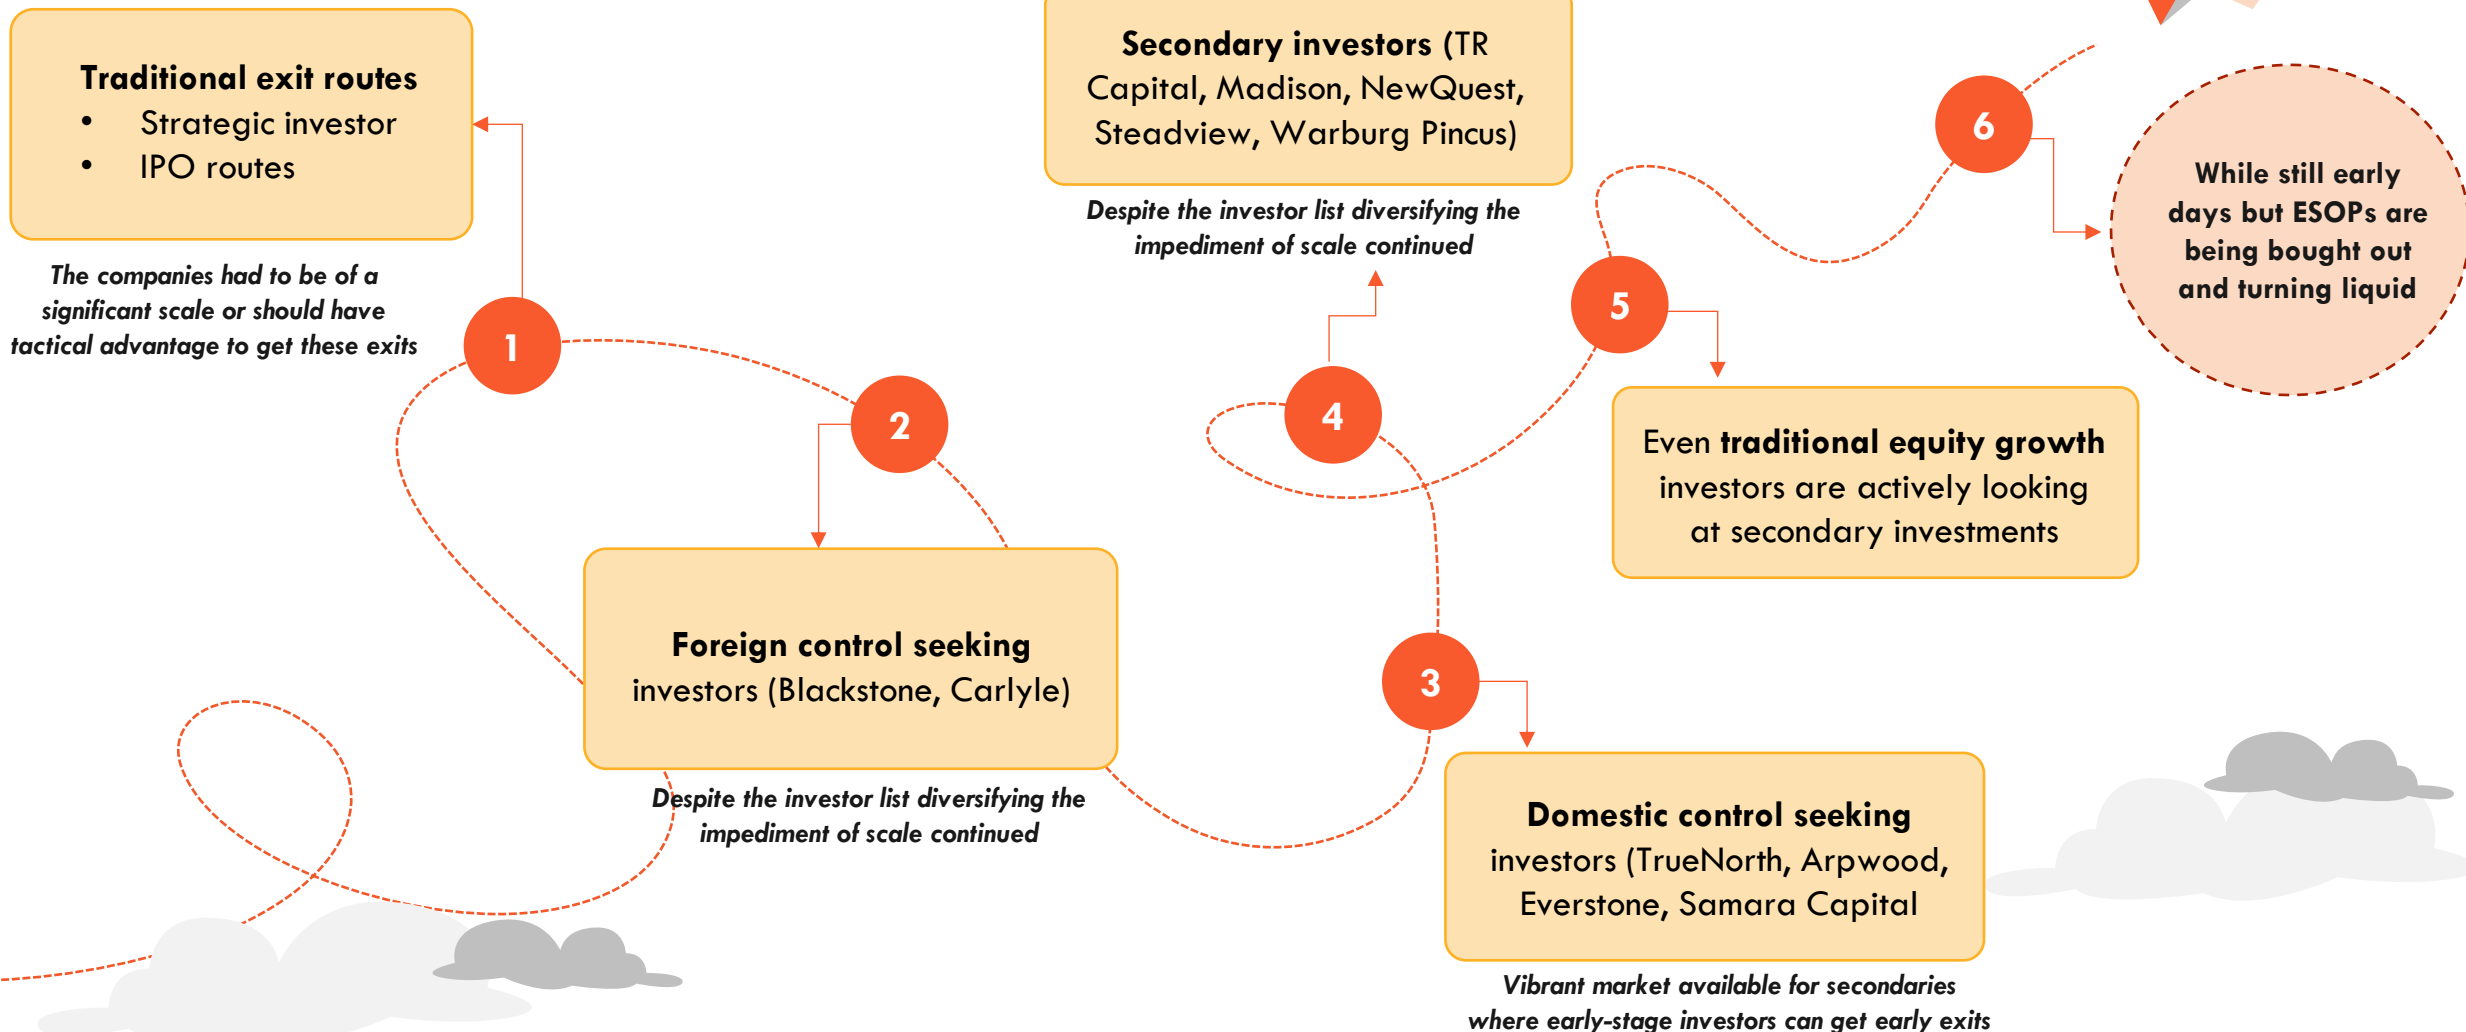 Traditional exit routes
• Strategic investor
• IPO routes
The companies had to be of a
significant scale or should have
tactical advantage to get these exits
1
2
Foreign control seeking
investors (Blackstone, Carlyle)
Despite the investor list diversifying the
impediment of scale continued
3
Domestic control seeking
investors (TrueNorth, Arpwood,
Everstone, Samara Capital
Vibrant market available for secondaries
where early-stage investors can get early exits
Secondary investors (TR
Capital, Madison, NewQuest,
Steadview, Warburg Pincus)
Despite the investor list diversifying the
impediment of scale continued
4
5
Even traditional equity growth
investors are actively looking
at secondary investments
6
While still early
days but ESOPs are
being bought out
and turning liquid